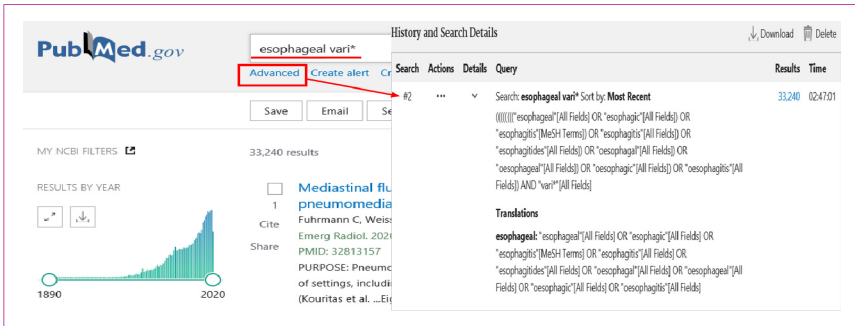 PubMed.gov
esophageal vari*
Advanced Create alert Cr
Save Email Se
MY NCBI FILTERS
33,240 results
RESULTS BY YEAR
1890 2020
1
Cite
Share
Mediastinal flu
pneumomedia
Fuhrmann C, Weiss
Emerg Radiol. 2020
PMID: 32813157
PURPOSE: Pneumo
of settings, includi
(Kouritas et al. ...Eig
History and Search Details
Download Delete
Search Actions Details Query Results Time
#2 ... Search: esophageal vari* Sort by: Most Recent 33,240 02:47:01
(((((((("esophageal"[All Fields] OR "esophagic"[All Fields]) OR
"esophagitis"[MeSH Terms]) OR "esophagitis"[All Fields]) OR
"esophagitides"[All Fields]) OR "oesophagal"[All Fields]) OR
"oesophageal"[All Fields]) OR "oesophagic"[All Fields]) OR "oesophagitis"[All
Fields]) AND "vari*"[All Fields]
Translations
esophageal: "esophageal"[All Fields] OR "esophagic"[All Fields] OR
"esophagitis"[MeSH Terms] OR "esophagitis"[All Fields] OR
"esophagitides"[All Fields] OR "oesophagal"[All Fields] OR "oesophageal"[All
Fields] OR "oesophagic"[All Fields] OR "oesophagitis"[All Fields]